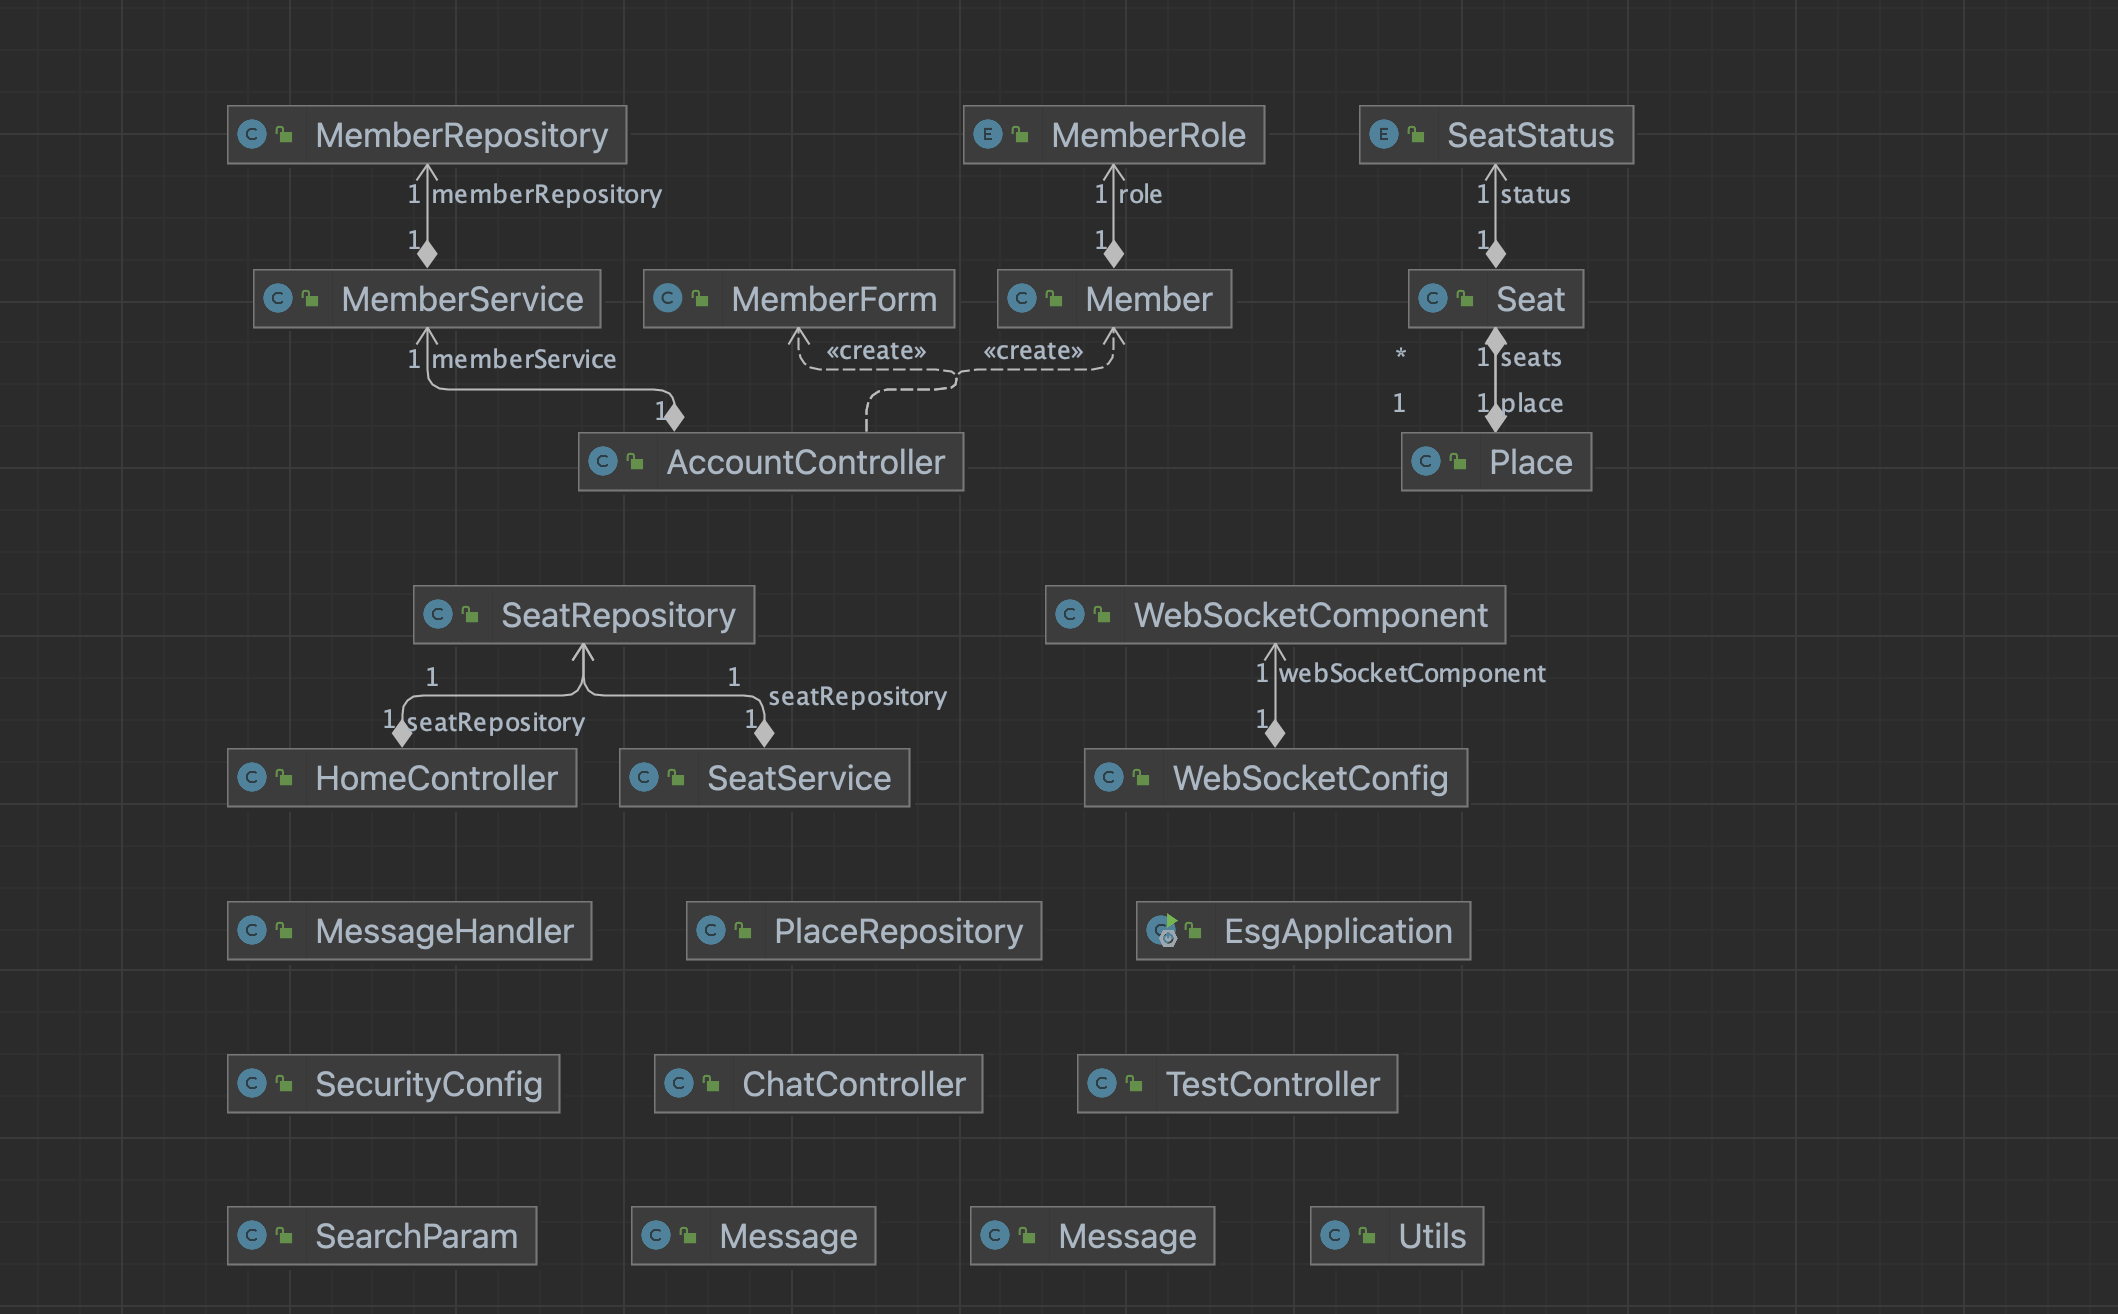 C MemberRepository
E MemberRole
E SeatStatus
1 memberRepository
1 role
1 status
1
1
1
C MemberService
C MemberForm
C Member
C Seat
1 memberService
«create»
«create»
* 1 seats
1
1 1 place
C AccountController
C Place
C SeatRepository
C WebSocketComponent
1
1
1 webSocketComponent
seatRepository
1 seatRepository
1
1
C HomeController
C SeatService
C WebSocketConfig
C MessageHandler
C PlaceRepository
C EsgApplication
C SecurityConfig
C ChatController
C TestController
C SearchParam
C Message
C Message
C Utils